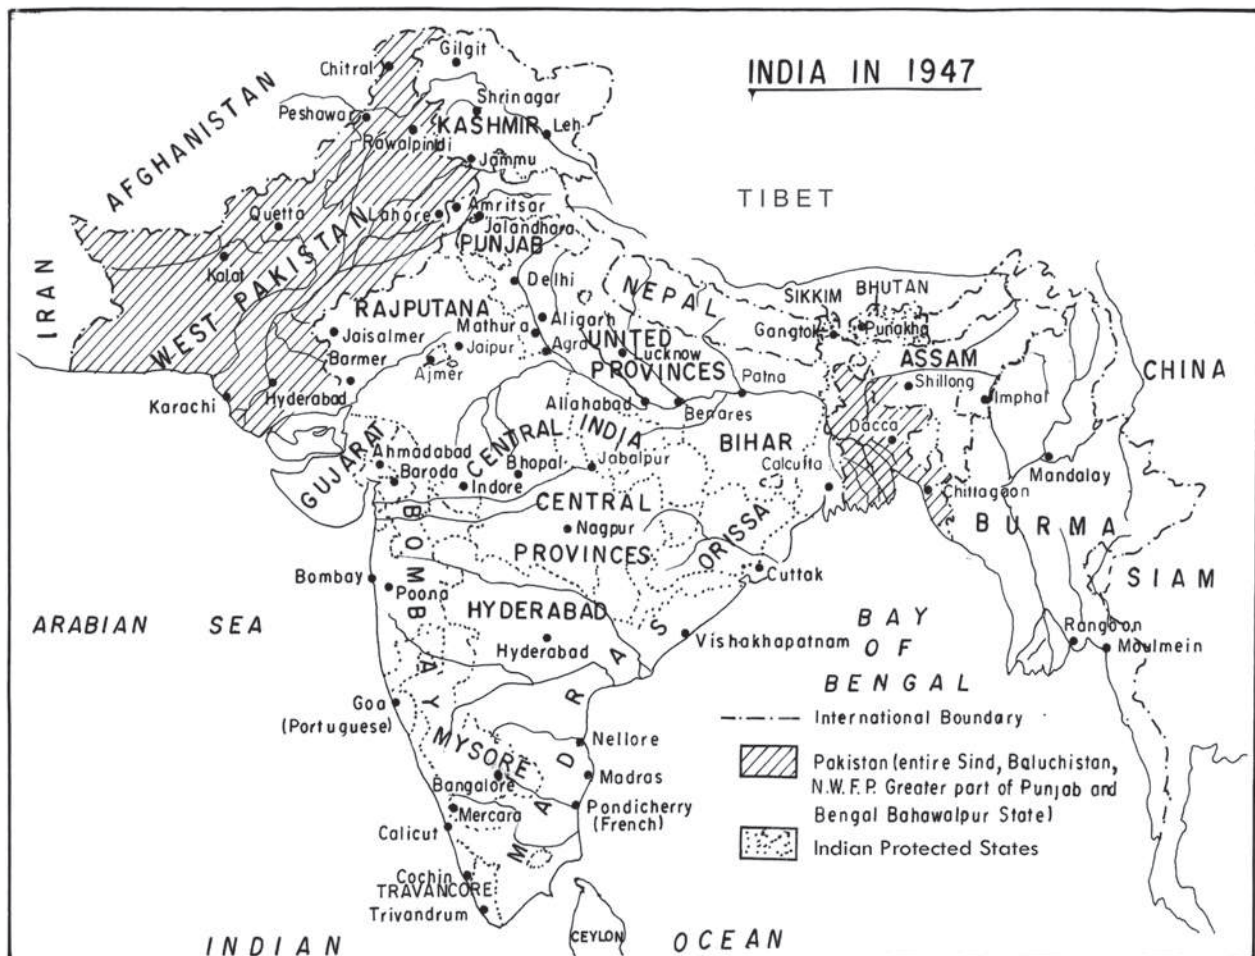 INDIA IN 1947
Gilgit
Chitral
Shrinagar
Peshawar
KASHMIR
Leh
Rawalpindi
Jammu
AFGHANISTAN
TIBET
Quetta
Lahore
Amritsar
Jalandhara
PUNJAB
Kalat
IRAN
WEST PAKISTAN
Delhi
NEPAL
SIKKIM
BHUTAN
RAJPUTANA
Jaisalmer
Mathura
Aligarh
UNITED
Gangtok
Punakha
Barmer
Jaipur
Agra
Lucknow
ASSAM
CHINA
Ajmer
PROVINCES
Patna
Shillong
Karachi
Hyderabad
Allahabad
Benares
Imphal
GUJARAT
CENTRAL INDIA
BIHAR
Dacca
Ahmadabad
Baroda
Bhopal
Jabalpur
Calcutta
Mandalay
Indore
CENTRAL
Chittagoon
BOMBAY
Nagpur
PROVINCES
ORISSA
BURMA
Bombay
Poona
Cuttak
SIAM
HYDERABAD
Hyderabad
Vishakhapatnam
ARABIAN SEA
BAY
OF
BENGAL
Rangoon
Moulmein
MADRAS
Goa
(Portuguese)
MYSORE
Nellore
Bangalore
Madras
Mercara
Pondicherry
(French)
Calicut
Cochin
TRAVANCORE
Trivandrum
CEYLON
INDIAN OCEAN
International Boundary
Pakistan (entire Sind, Baluchistan,
N.W.F.P. Greater part of Punjab and
Bengal Bahawalpur State)
Indian Protected States